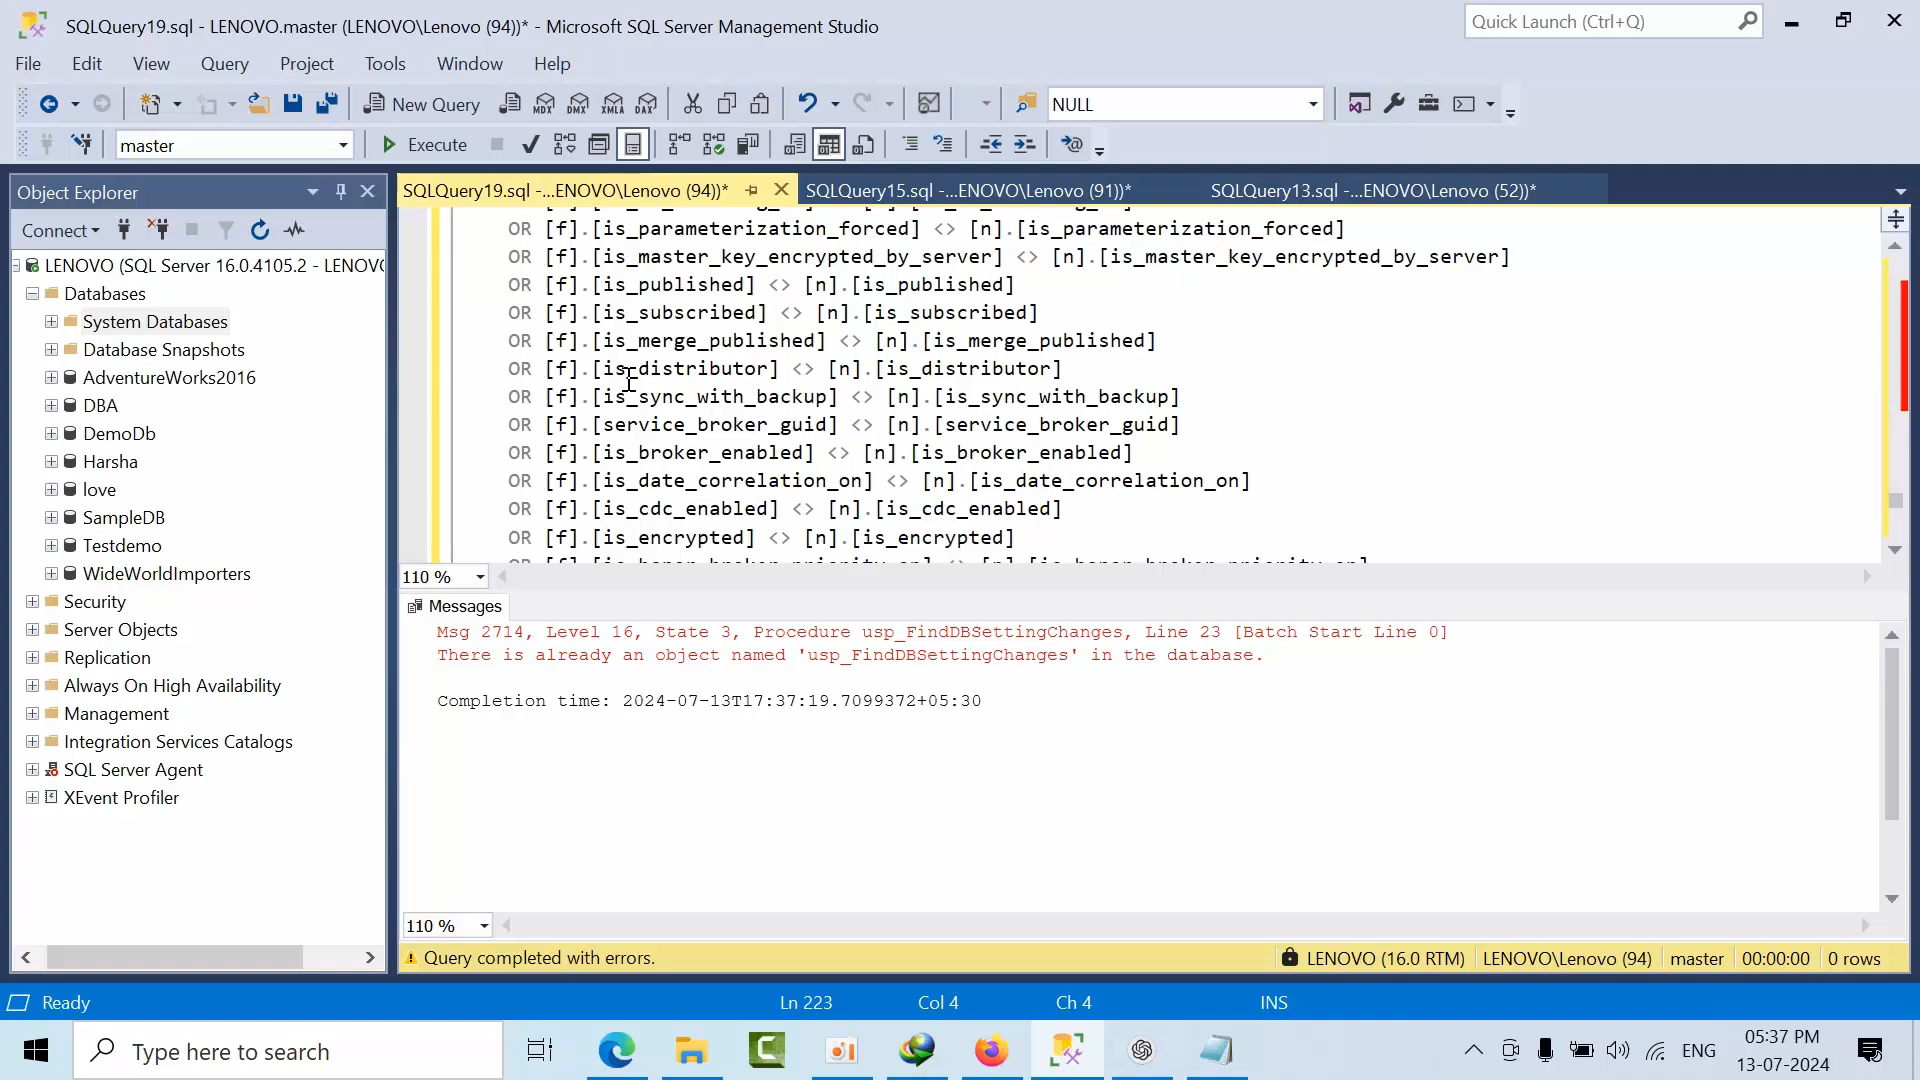 SQLQuery19.sql - LENOVO.master (LENOVO\Lenovo (94))* - Microsoft SQL Server Management Studio
Quick Launch (Ctrl+Q)
File Edit View Query Project Tools Window Help
New Query MDX DMX XMLA DAX NULL
master Execute
Object Explorer
SQLQuery19.sql -...ENOVO\Lenovo (94))* SQLQuery15.sql -...ENOVO\Lenovo (91))* SQLQuery13.sql -...ENOVO\Lenovo (52))*
Connect
LENOVO (SQL Server 16.0.4105.2 - LENOV
Databases
System Databases
Database Snapshots
AdventureWorks2016
DBA
DemoDb
Harsha
love
SampleDB
Testdemo
WideWorldImporters
Security
Server Objects
Replication
Always On High Availability
Management
Integration Services Catalogs
SQL Server Agent
XEvent Profiler
OR [f].[is_parameterization_forced] <> [n].[is_parameterization_forced]
OR [f].[is_master_key_encrypted_by_server] <> [n].[is_master_key_encrypted_by_server]
OR [f].[is_published] <> [n].[is_published]
OR [f].[is_subscribed] <> [n].[is_subscribed]
OR [f].[is_merge_published] <> [n].[is_merge_published]
OR [f].[is_distributor] <> [n].[is_distributor]
OR [f].[is_sync_with_backup] <> [n].[is_sync_with_backup]
OR [f].[service_broker_guid] <> [n].[service_broker_guid]
OR [f].[is_broker_enabled] <> [n].[is_broker_enabled]
OR [f].[is_date_correlation_on] <> [n].[is_date_correlation_on]
OR [f].[is_cdc_enabled] <> [n].[is_cdc_enabled]
OR [f].[is_encrypted] <> [n].[is_encrypted]
OR [f].[is_honor_broker_priority_on] <> [n].[is_honor_broker_priority_on]
110 %
Messages
Msg 2714, Level 16, State 3, Procedure usp_FindDBSettingChanges, Line 23 [Batch Start Line 0]
There is already an object named 'usp_FindDBSettingChanges' in the database.
Completion time: 2024-07-13T17:37:19.7099372+05:30
110 %
Query completed with errors. LENOVO (16.0 RTM) LENOVO\Lenovo (94) master 00:00:00 0 rows
Ready Ln 223 Col 4 Ch 4 INS
Type here to search
ENG
05:37 PM
13-07-2024